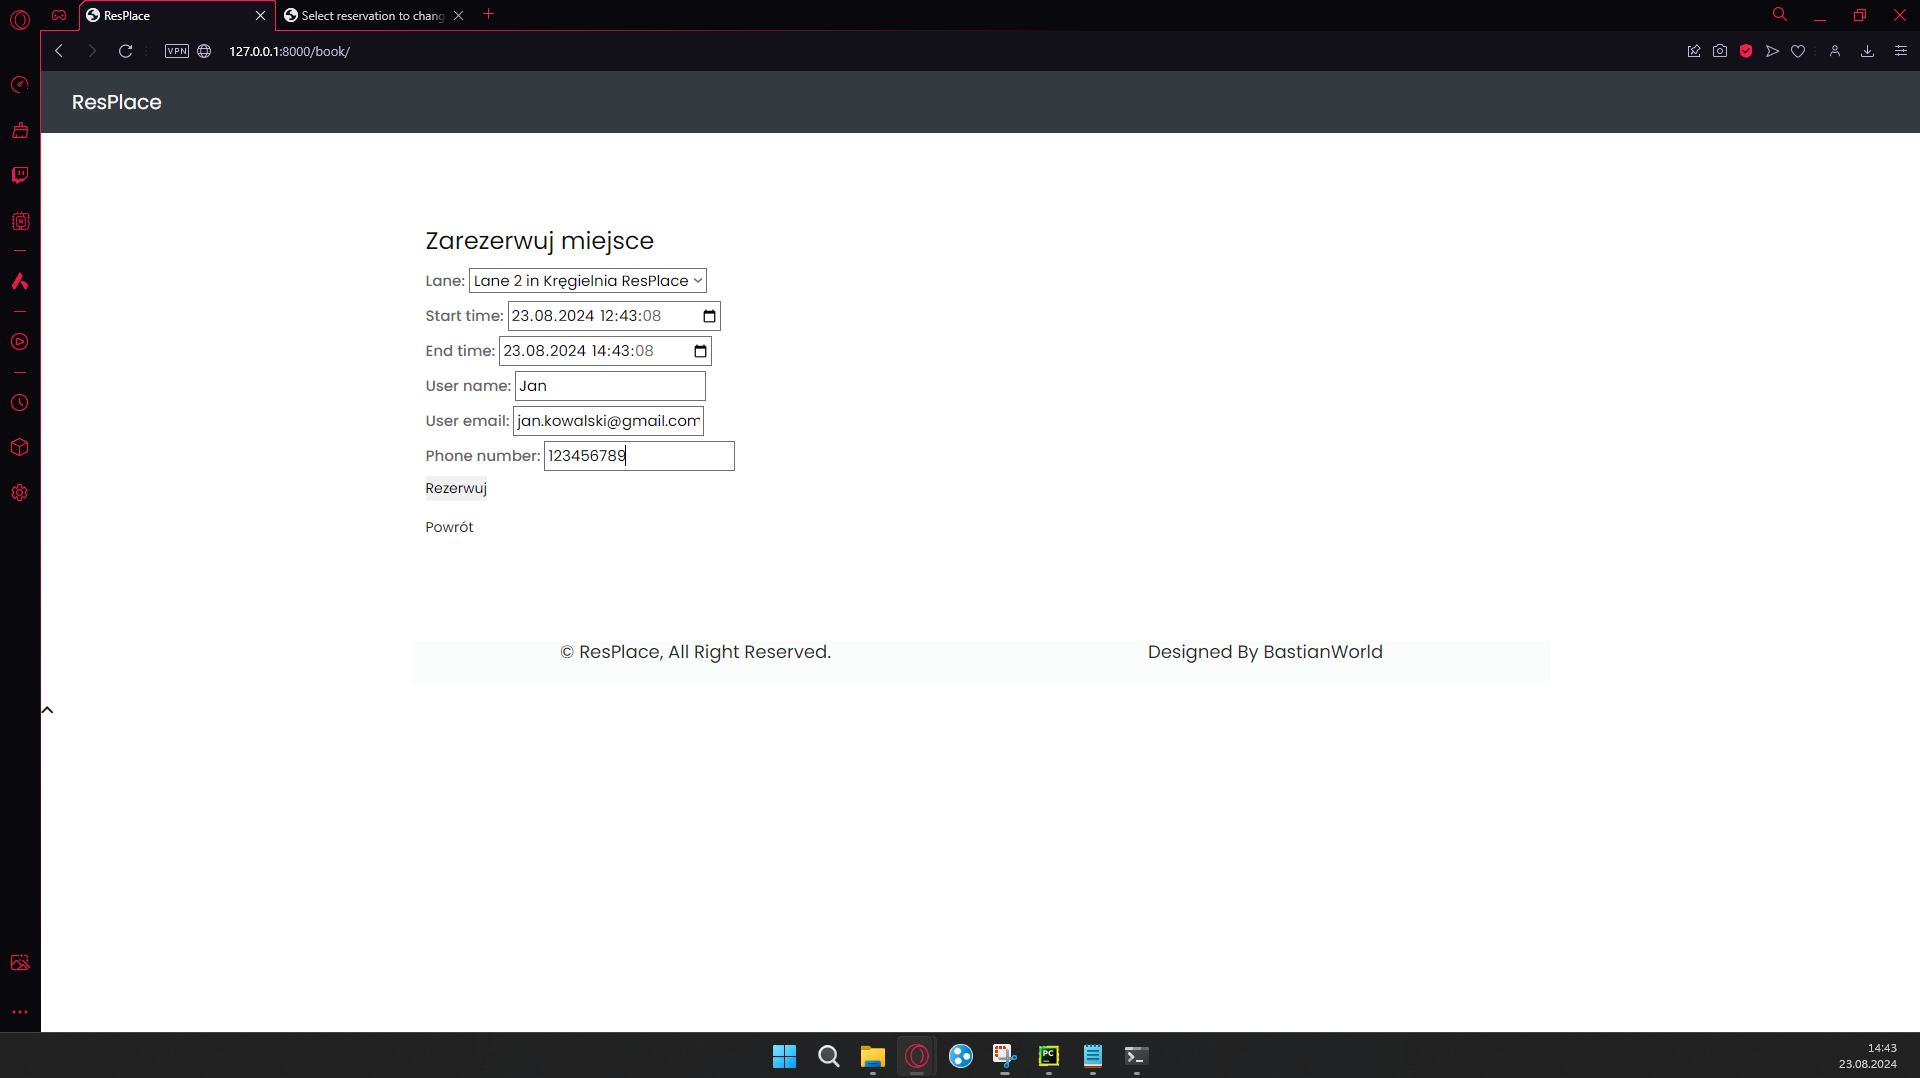 ResPlace
Select reservation to chang
VPN
127.0.0.1:8000/book/
ResPlace
Zarezerwuj miejsce
Lane: Lane 2 in Kręgielnia ResPlace
Start time: 23.08.2024 12:43:08
End time: 23.08.2024 14:43:08
User name: Jan
User email: jan.kowalski@gmail.com
Phone number: 123456789
Rezerwuj
Powrót
© ResPlace, All Right Reserved.
Designed By BastianWorld
PC
14:43
23.08.2024